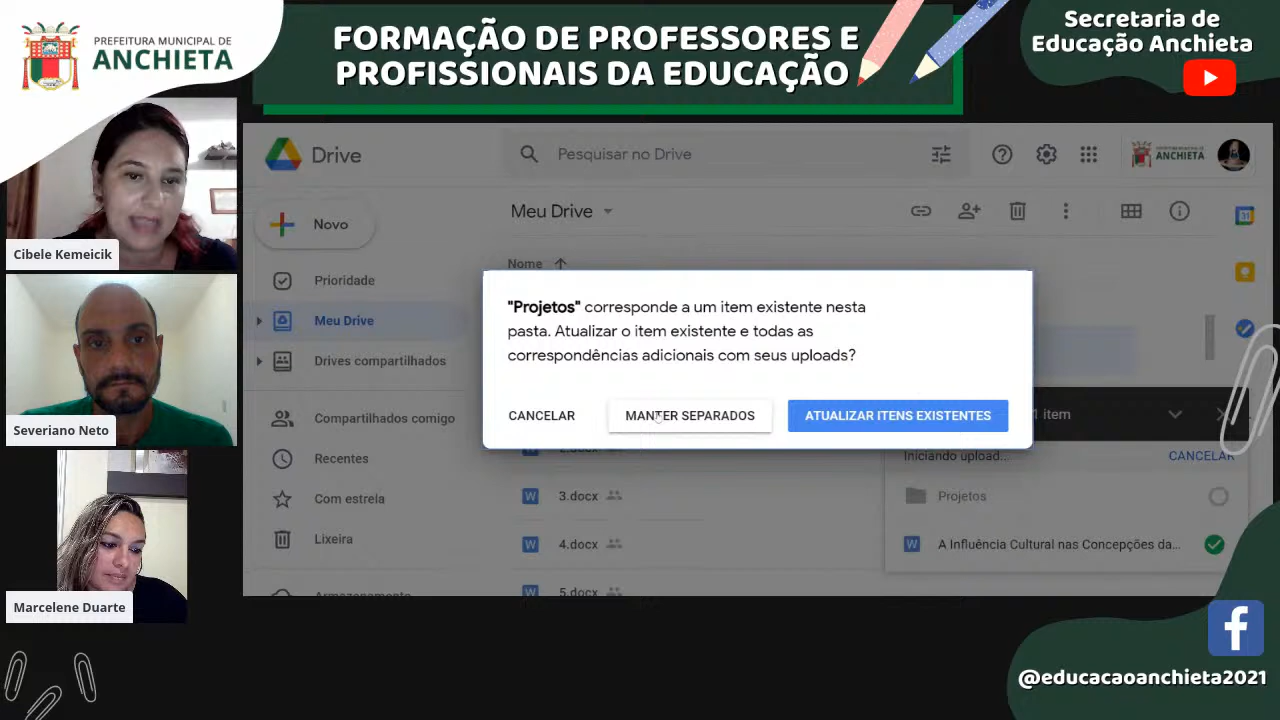 PREFEITURA MUNICIPAL DE
ANCHIETA
FORMAÇÃO DE PROFESSORES E
PROFISSIONAIS DA EDUCAÇÃO
Secretaria de
Educação Anchieta
Cibele Kemeicik
Severiano Neto
Marcelene Duarte
Drive
Pesquisar no Drive
ANCHIETA
Novo
Meu Drive
Nome
Prioridade
Meu Drive
Drives compartilhados
Compartilhados comigo
Recentes
Com estrela
Lixeira
Armazenamento
"Projetos" corresponde a um item existente nesta
pasta. Atualizar o item existente e todas as
correspondências adicionais com seus uploads?
CANCELAR
MANTER SEPARADOS
ATUALIZAR ITENS EXISTENTES
1 item
Iniciando upload...
CANCELAR
Projetos
A Influência Cultural nas Concepções da...
2.docx
W 3.docx
W 4.docx
W 5.docx
@educacaoanchieta2021